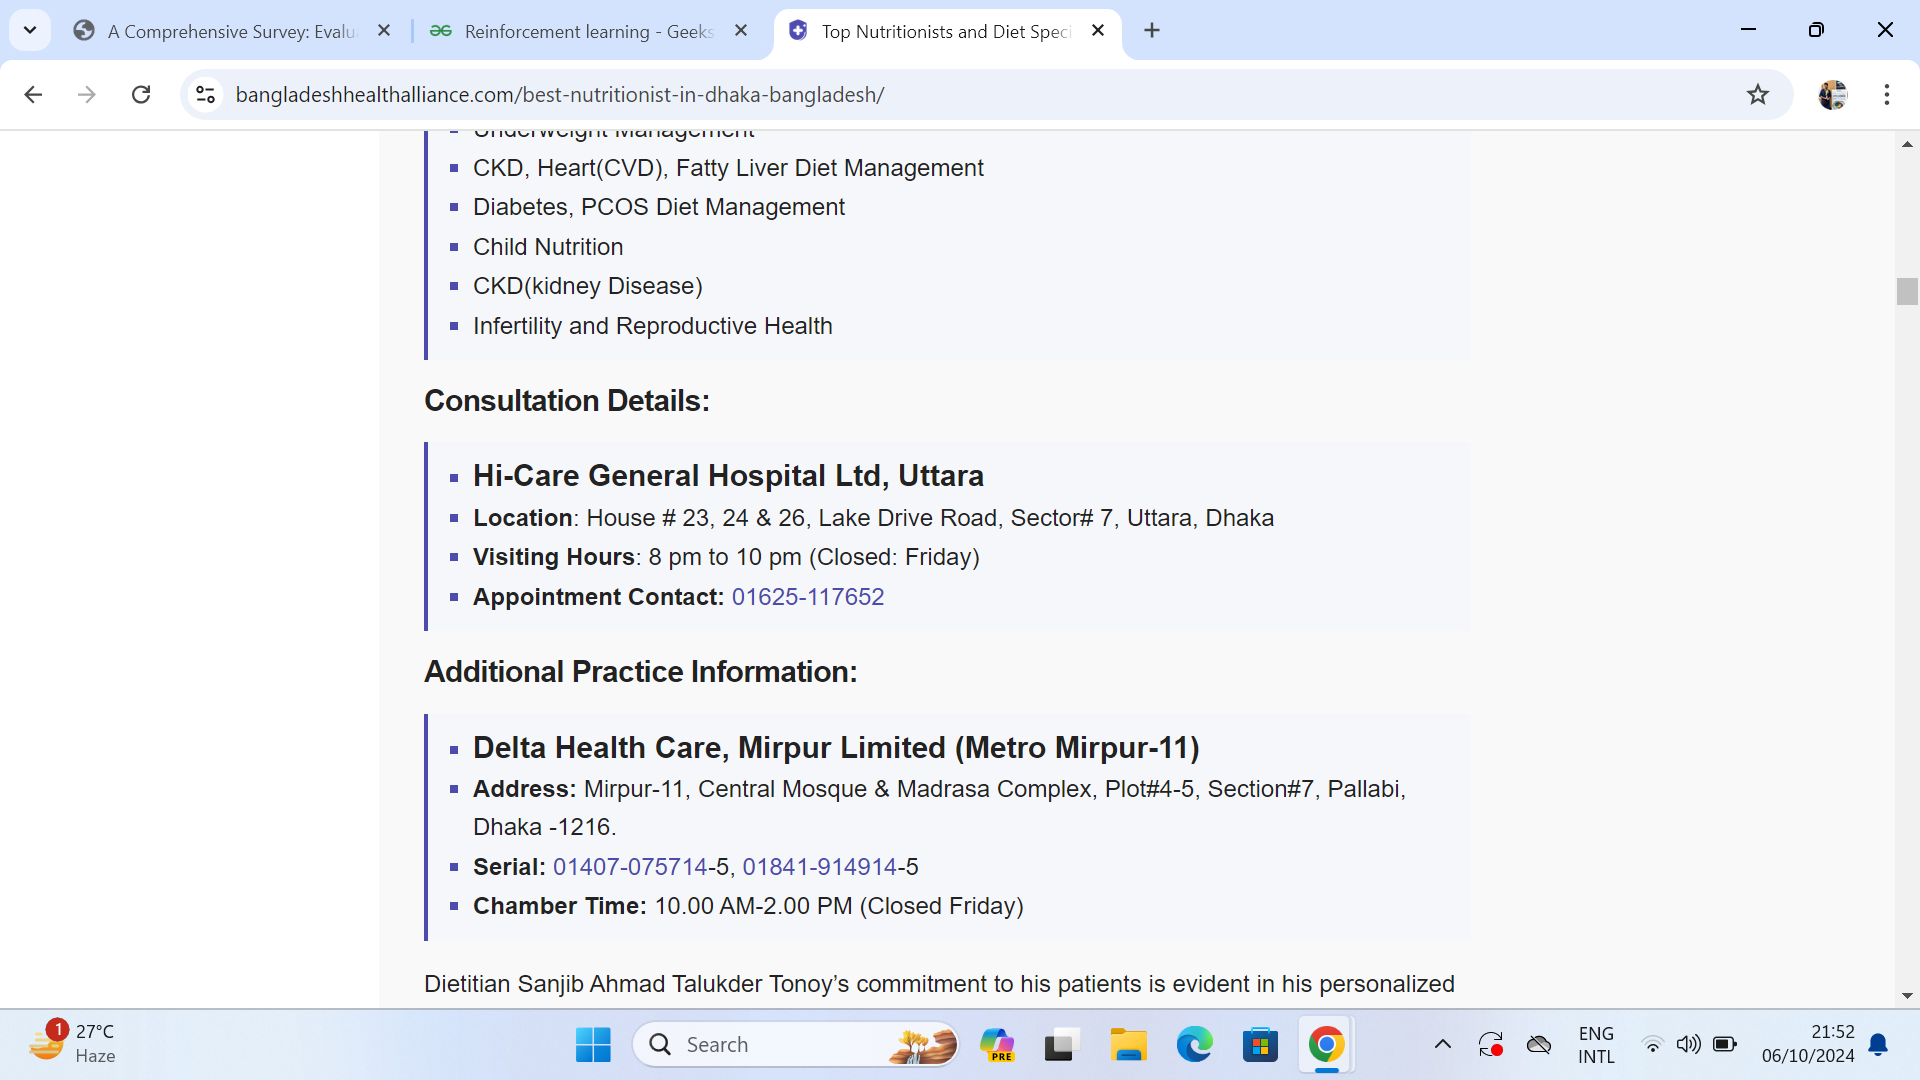 A Comprehensive Survey: Evalu
Reinforcement learning - Geeks
Top Nutritionists and Diet Speci
bangladeshhealthalliance.com/best-nutritionist-in-dhaka-bangladesh/
Underweight Management
CKD, Heart(CVD), Fatty Liver Diet Management
Diabetes, PCOS Diet Management
Child Nutrition
CKD(kidney Disease)
Infertility and Reproductive Health
Consultation Details:
Hi-Care General Hospital Ltd, Uttara
Location: House # 23, 24 & 26, Lake Drive Road, Sector# 7, Uttara, Dhaka
Visiting Hours: 8 pm to 10 pm (Closed: Friday)
Appointment Contact: 01625-117652
Additional Practice Information:
Delta Health Care, Mirpur Limited (Metro Mirpur-11)
Address: Mirpur-11, Central Mosque & Madrasa Complex, Plot#4-5, Section#7, Pallabi,
Dhaka -1216.
Serial: 01407-075714-5, 01841-914914-5
Chamber Time: 10.00 AM-2.00 PM (Closed Friday)
Dietitian Sanjib Ahmad Talukder Tonoy’s commitment to his patients is evident in his personalized
1
27°C
Haze
Search
PRE
ENG
INTL
21:52
06/10/2024